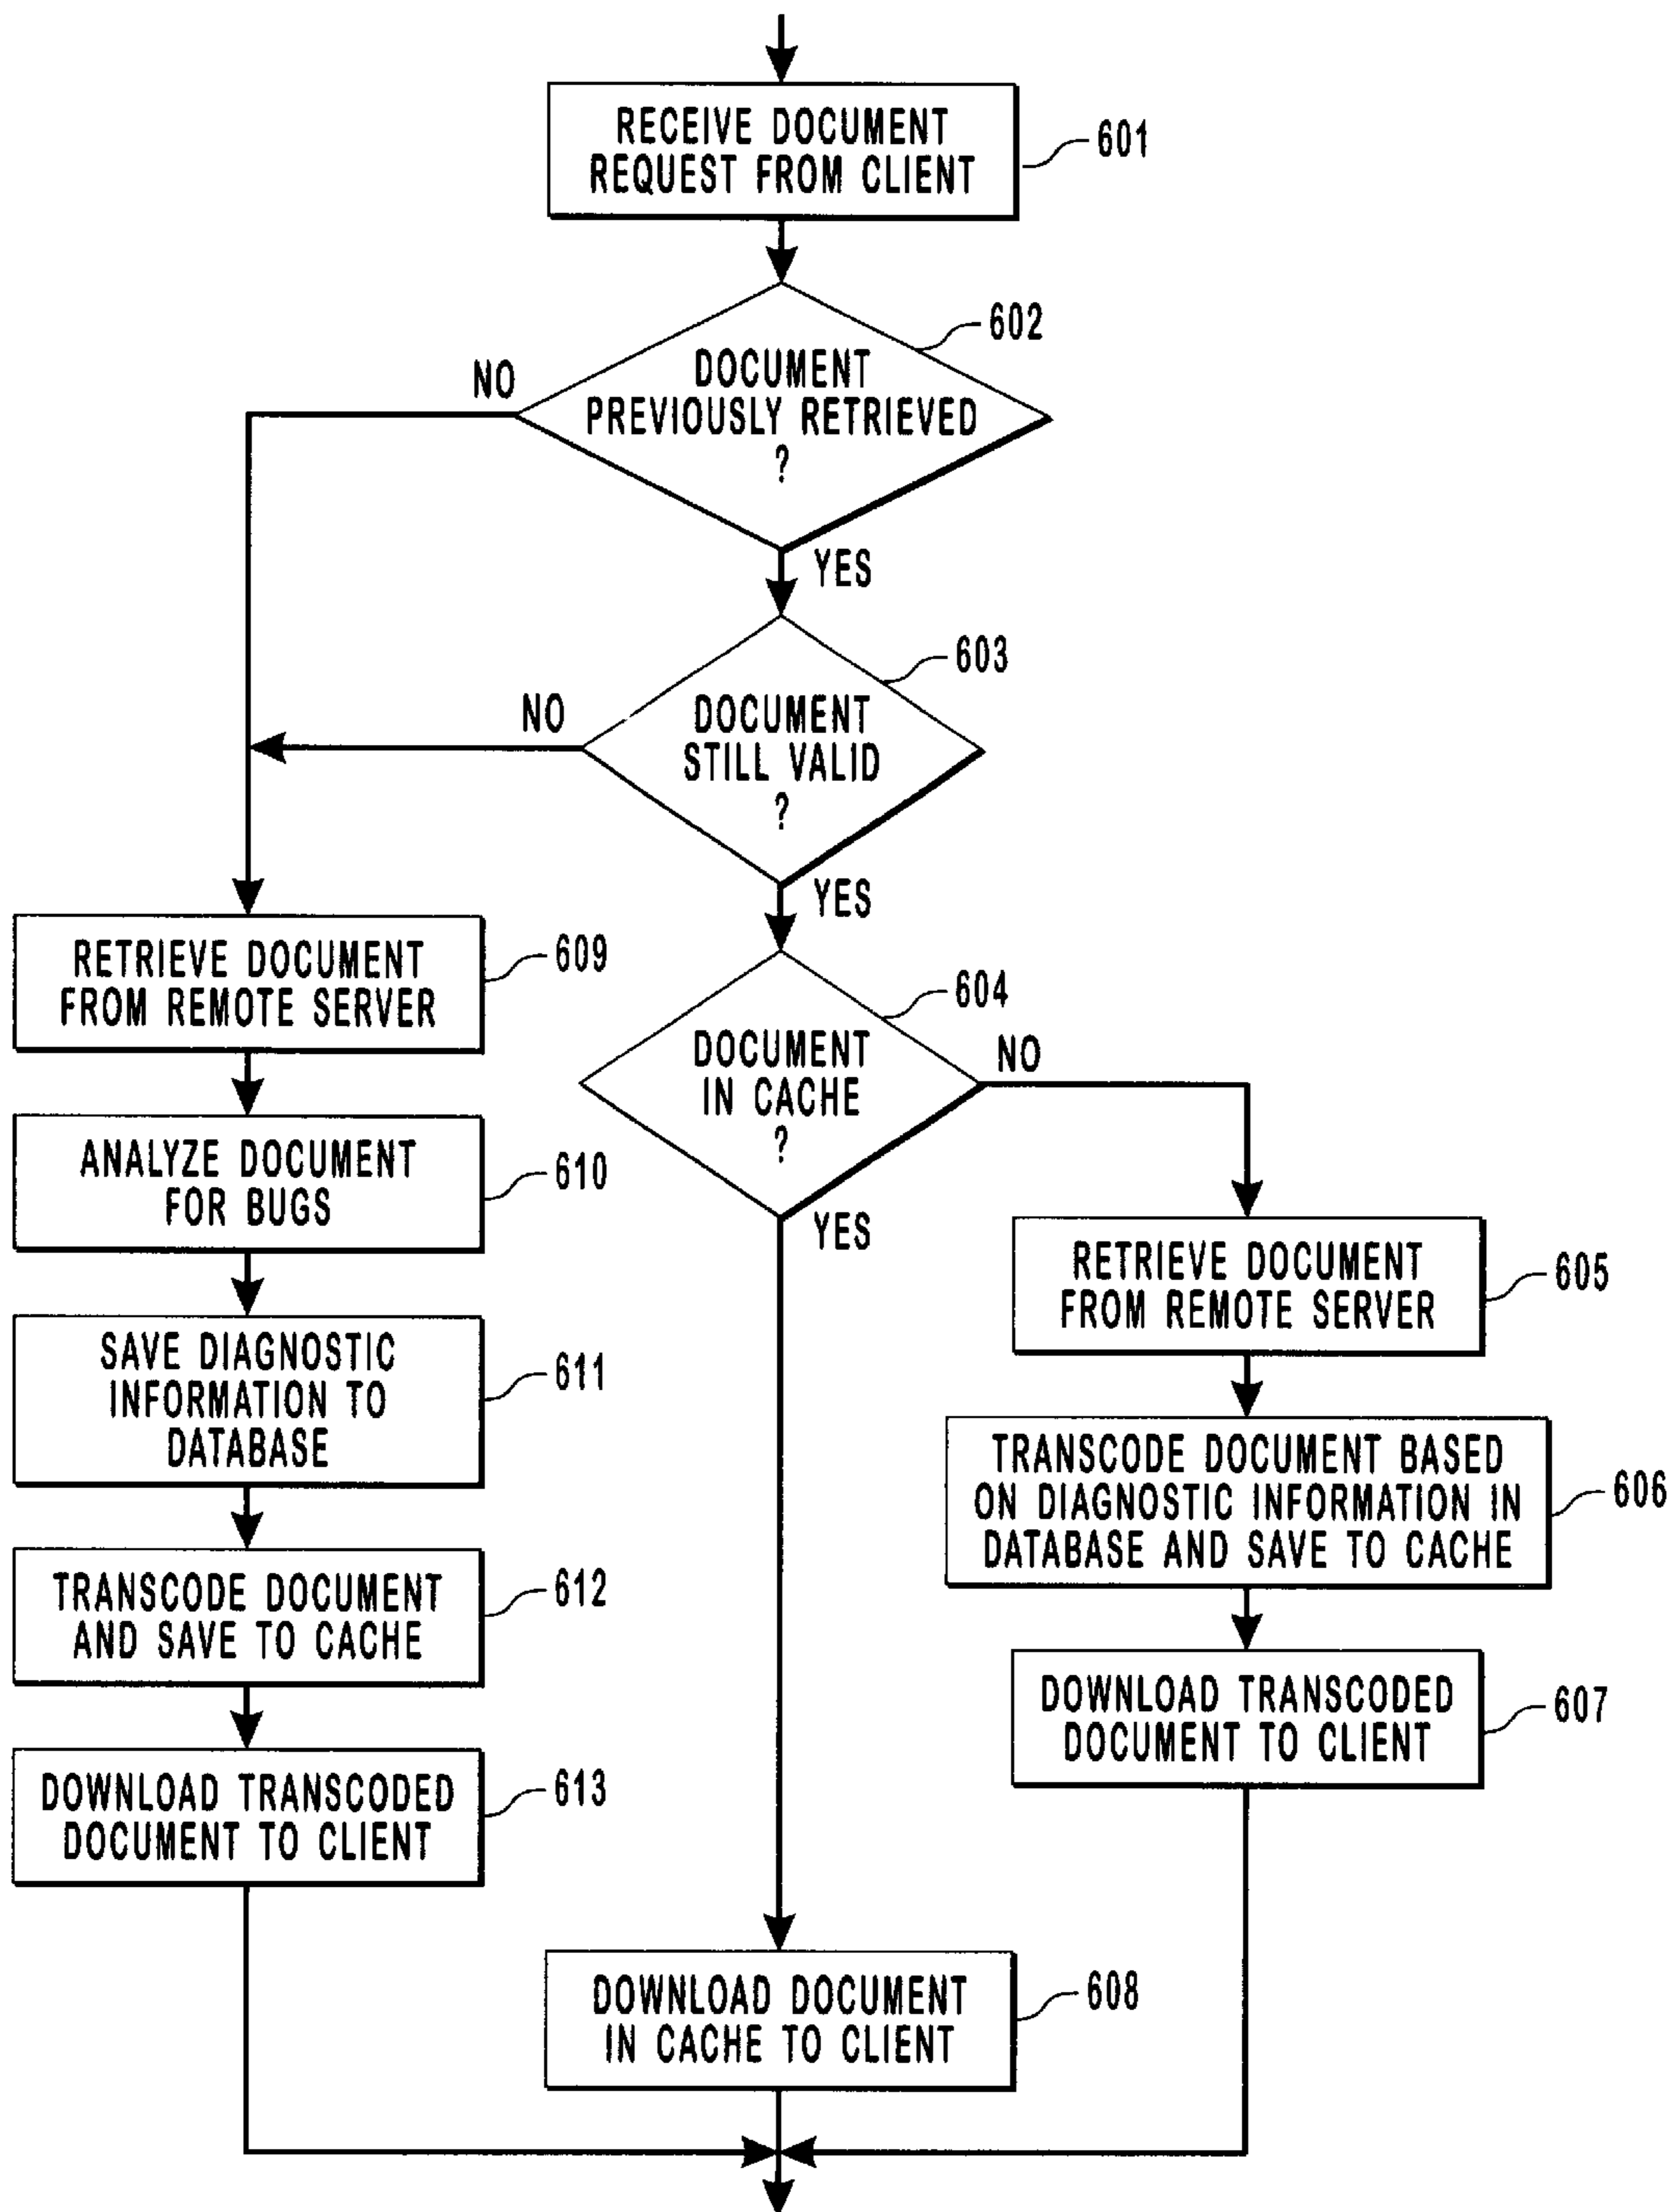 RECEIVE DOCUMENT
REQUEST FROM CLIENT
601
602
DOCUMENT
PREVIOUSLY RETRIEVED
?
NO
YES
603
DOCUMENT
STILL VALID
?
NO
YES
604
DOCUMENT
IN CACHE
?
NO
YES
RETRIEVE DOCUMENT
FROM REMOTE SERVER
609
ANALYZE DOCUMENT
FOR BUGS
610
SAVE DIAGNOSTIC
INFORMATION TO
DATABASE
611
TRANSCODE DOCUMENT
AND SAVE TO CACHE
612
DOWNLOAD TRANSCODED
DOCUMENT TO CLIENT
613
RETRIEVE DOCUMENT
FROM REMOTE SERVER
605
TRANSCODE DOCUMENT BASED
ON DIAGNOSTIC INFORMATION IN
DATABASE AND SAVE TO CACHE
606
DOWNLOAD TRANSCODED
DOCUMENT TO CLIENT
607
DOWNLOAD DOCUMENT
IN CACHE TO CLIENT
608